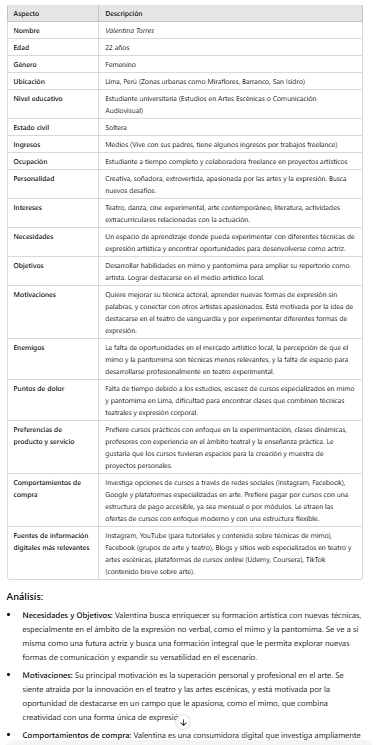 Aspecto Descripción
Nombre Valentina Torres
Edad 22 años
Género Femenino
Ubicación Lima, Perú (Zonas urbanas como Miraflores, Barranco, San Isidro)
Nivel educativo Estudiante universitaria (Estudios en Artes Escénicas o Comunicación
Audiovisual)
Estado civil Soltera
Ingresos Medios (Vive con sus padres, tiene algunos ingresos por trabajos freelance)
Ocupación Estudiante a tiempo completo y colaboradora freelance en proyectos artísticos
Personalidad Creativa, soñadora, extrovertida, apasionada por las artes y la expresión. Busca
nuevos desafíos.
Intereses Teatro, danza, cine experimental, arte contemporáneo, literatura, actividades
extracurriculares relacionadas con la actuación.
Necesidades Un espacio de aprendizaje donde pueda experimentar con diferentes técnicas de
expresión artística y encontrar oportunidades para desenvolverse como actriz.
Objetivos Desarrollar habilidades en mimo y pantomima para ampliar su repertorio como
artista. Lograr destacarse en el medio artístico local.
Motivaciones Quiere mejorar su técnica actoral, aprender nuevas formas de expresión sin
palabras, y conectar con otros artistas apasionados. Está motivada por la idea de
destacarse en el teatro de vanguardia y por experimentar diferentes formas de
expresión.
Enemigos La falta de oportunidades en el mercado artístico local, la percepción de que el
mimo y la pantomima son técnicas menos relevantes, y la falta de espacio para
desarrollarse profesionalmente en teatro experimental.
Puntos de dolor Falta de tiempo debido a los estudios, escasez de cursos especializados en mimo
y pantomima en Lima, dificultad para encontrar clases que combinen técnicas
teatrales y expresión corporal.
Preferencias de Prefiere cursos prácticos con enfoque en la experimentación, clases dinámicas,
producto y servicio profesores con experiencia en el ámbito teatral y la enseñanza práctica. Le
gustaría que los cursos tuvieran espacios para la creación y muestra de
proyectos personales.
Comportamientos de Investiga opciones de cursos a través de redes sociales (Instagram, Facebook),
compra Google y plataformas especializadas en arte. Prefiere pagar por cursos con una
estructura de pago accesible, ya sea mensual o por módulos. Le atraen las
ofertas de cursos con enfoque moderno y con una estructura flexible.
Fuentes de información Instagram, YouTube (para tutoriales y contenido sobre técnicas de mimo),
digitales más relevantes Facebook (grupos de arte y teatro), Blogs y sitios web especializados en teatro y
artes escénicas, plataformas de cursos online (Udemy, Coursera), TikTok
(contenido breve sobre arte).
Análisis:
• Necesidades y Objetivos: Valentina busca enriquecer su formación artística con nuevas técnicas,
especialmente en el ámbito de la expresión no verbal, como el mimo y la pantomima. Se ve a sí
misma como una futura actriz y busca una formación integral que le permita explorar nuevas
formas de comunicación y expandir su versatilidad en el escenario.
• Motivaciones: Su principal motivación es la superación personal y profesional en el arte. Se
siente atraída por la innovación en el teatro y las artes escénicas, y está motivada por la
oportunidad de destacarse en un campo que le apasiona, como el mimo, que combina
creatividad con una forma única de
• Comportamientos de compra: Valentina es una consumidora digital que investiga ampliamente